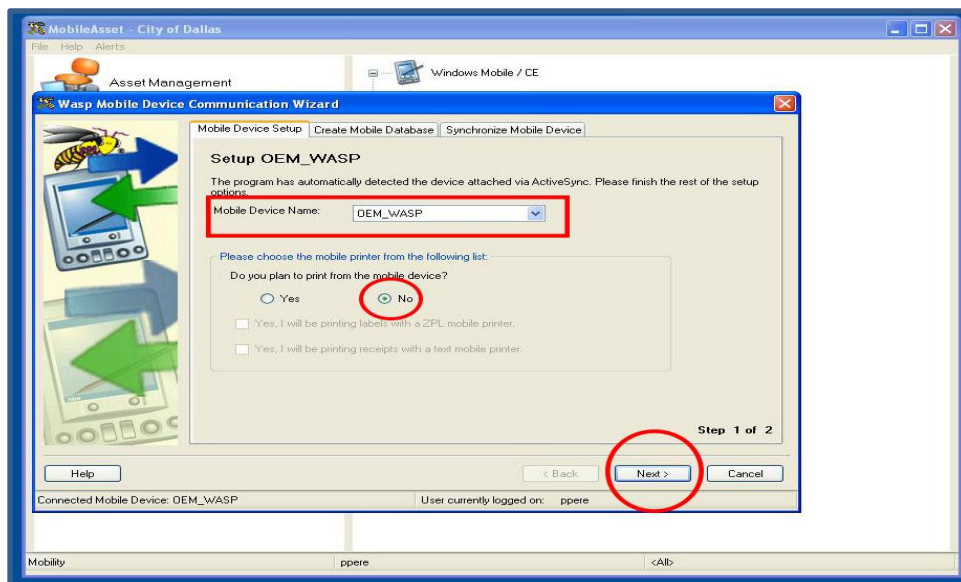 MobileAsset - City of Dallas
File Help Alerts
Asset Management
Windows Mobile / CE
Wasp Mobile Device Communication Wizard
Mobile Device Setup Create Mobile Database Synchronize Mobile Device
Setup OEM_WASP
The program has automatically detected the device attached via ActiveSync. Please finish the rest of the setup
options.
Mobile Device Name: OEM_WASP
Please choose the mobile printer from the following list:
Do you plan to print from the mobile device?
Yes No
Yes, I will be printing labels with a ZPL mobile printer.
Yes, I will be printing receipts with a text mobile printer.
Step 1 of 2
Help < Back Next > Cancel
Connected Mobile Device: OEM_WASP User currently logged on: ppere
Mobility ppere <All>